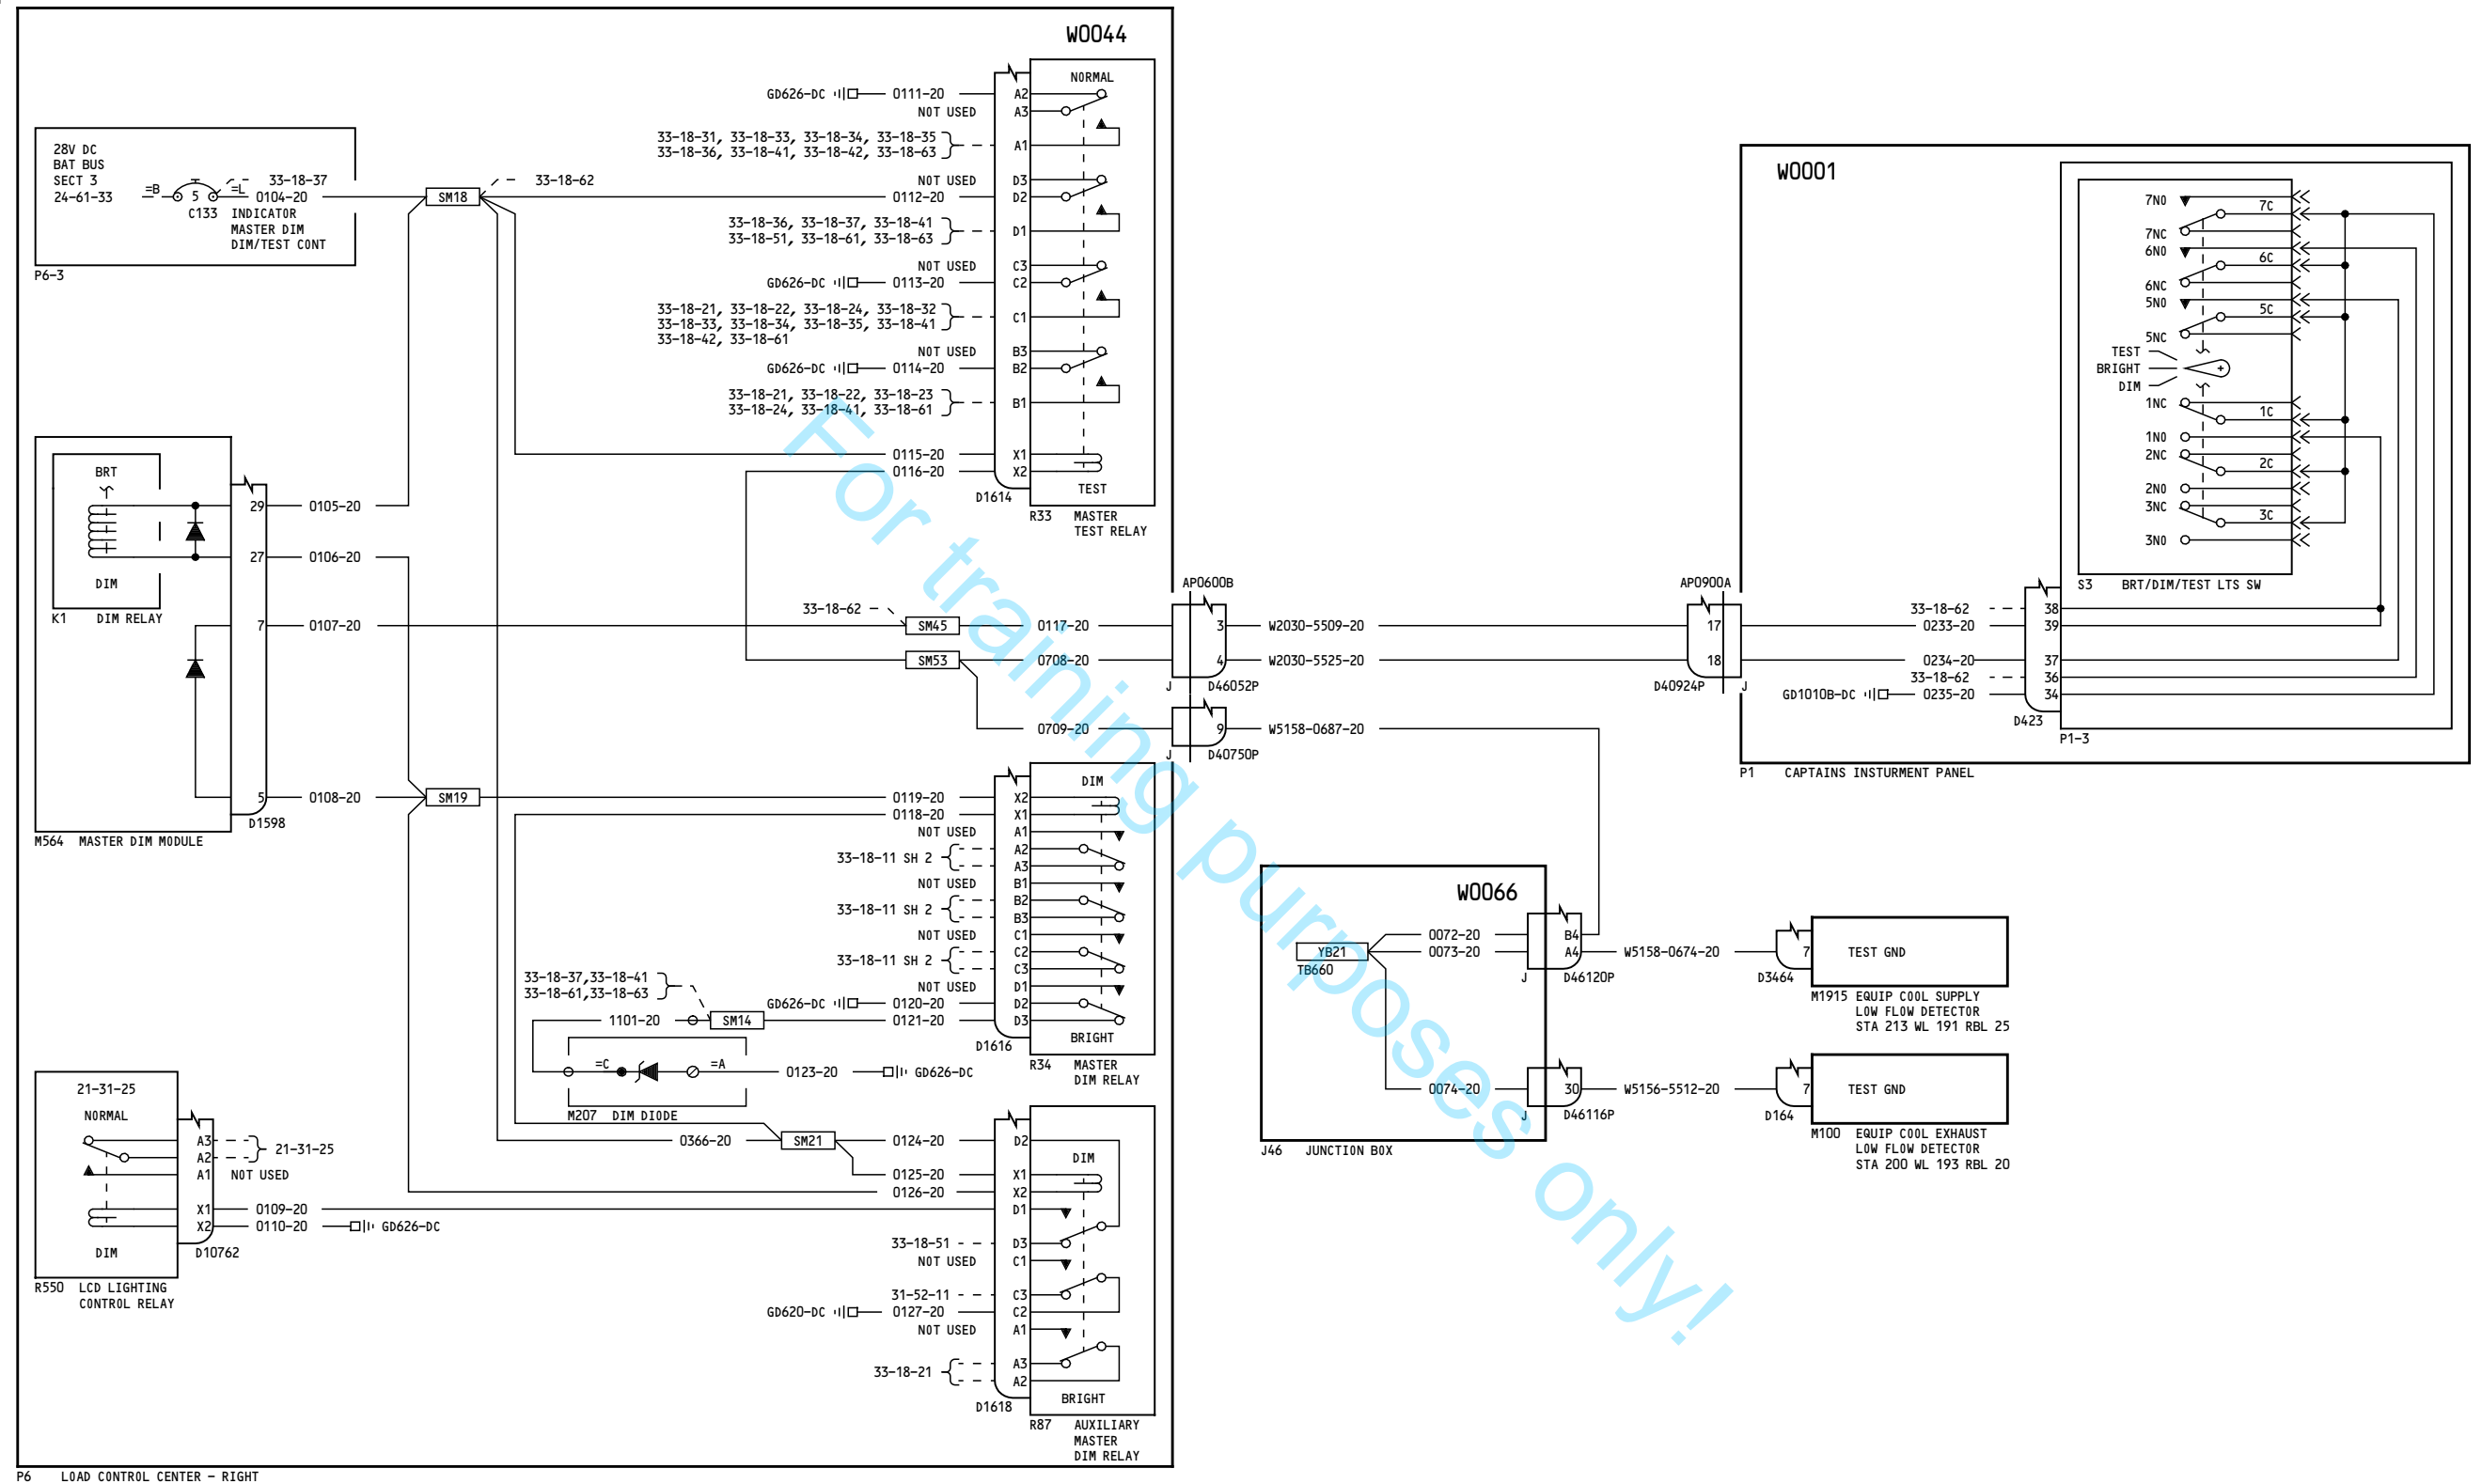 W0044
NORMAL
GD626-DC 0111-20 A2
NOT USED A3
33-18-31, 33-18-33, 33-18-34, 33-18-35
33-18-36, 33-18-41, 33-18-42, 33-18-63
A1
NOT USED D3
0112-20 D2
33-18-36, 33-18-37, 33-18-41
33-18-51, 33-18-61, 33-18-63
D1
NOT USED C3
GD626-DC 0113-20 C2
33-18-21, 33-18-22, 33-18-24, 33-18-32
33-18-33, 33-18-34, 33-18-35, 33-18-41
33-18-42, 33-18-61
C1
NOT USED B3
GD626-DC 0114-20 B2
33-18-21, 33-18-22, 33-18-23
33-18-24, 33-18-41, 33-18-61
B1
0115-20 X1
0116-20 X2
TEST
D1614
R33 MASTER
TEST RELAY
28V DC
BAT BUS
SECT 3
24-61-33
=B 5 =L
33-18-37
0104-20
C133 INDICATOR
MASTER DIM
DIM/TEST CONT
P6-3
SM18
33-18-62
BRT
DIM
K1 DIM RELAY
29 0105-20
27 0106-20
7 0107-20
5 0108-20
D1598
M564 MASTER DIM MODULE
SM19
33-18-62
SM45 0117-20
SM53 0708-20
0709-20
AP0600B
3 W2030-5509-20
4 W2030-5525-20
J D46052P
9 W5158-0687-20
J D40750P
AP0900A
17
18
D40924P J
W0001
7NO
7C
7NC
6NO
6C
6NC
5NO
5C
5NC
TEST
BRIGHT
DIM
1NC
1C
1NO
2NC
2C
2NO
3NC
3C
3NO
S3 BRT/DIM/TEST LTS SW
33-18-62 38
0233-20 39
0234-20 37
33-18-62 36
GD1010B-DC 0235-20 34
D423
P1-3
P1 CAPTAINS INSTURMENT PANEL
DIM
0119-20 X2
0118-20 X1
NOT USED A1
33-18-11 SH 2
A2
A3
NOT USED B1
33-18-11 SH 2
B2
B3
NOT USED C1
33-18-11 SH 2
C2
C3
NOT USED D1
GD626-DC 0120-20 D2
0121-20 D3
BRIGHT
D1616
R34 MASTER
DIM RELAY
33-18-37,33-18-41
33-18-61,33-18-63
1101-20 SM14
=C =A
0123-20 GD626-DC
M207 DIM DIODE
W0066
YB21
TB660
0072-20 B4
0073-20 A4
J D46120P
0074-20 30
J D46116P
J46 JUNCTION BOX
W5158-0674-20 7 TEST GND
D3464
M1915 EQUIP COOL SUPPLY
LOW FLOW DETECTOR
STA 213 WL 191 RBL 25
W5156-5512-20 7 TEST GND
D164
M100 EQUIP COOL EXHAUST
LOW FLOW DETECTOR
STA 200 WL 193 RBL 20
21-31-25
NORMAL
A3
A2
21-31-25
A1 NOT USED
X1 0109-20
X2 0110-20 GD626-DC
DIM
D10762
R550 LCD LIGHTING
CONTROL RELAY
0366-20 SM21 0124-20 D2
DIM
0125-20 X1
0126-20 X2
D1
33-18-51 D3
NOT USED C1
31-52-11 C3
GD620-DC 0127-20 C2
NOT USED A1
33-18-21
A3
A2
BRIGHT
D1618
R87 AUXILIARY
MASTER
DIM RELAY
P6 LOAD CONTROL CENTER - RIGHT
For training purposes only!